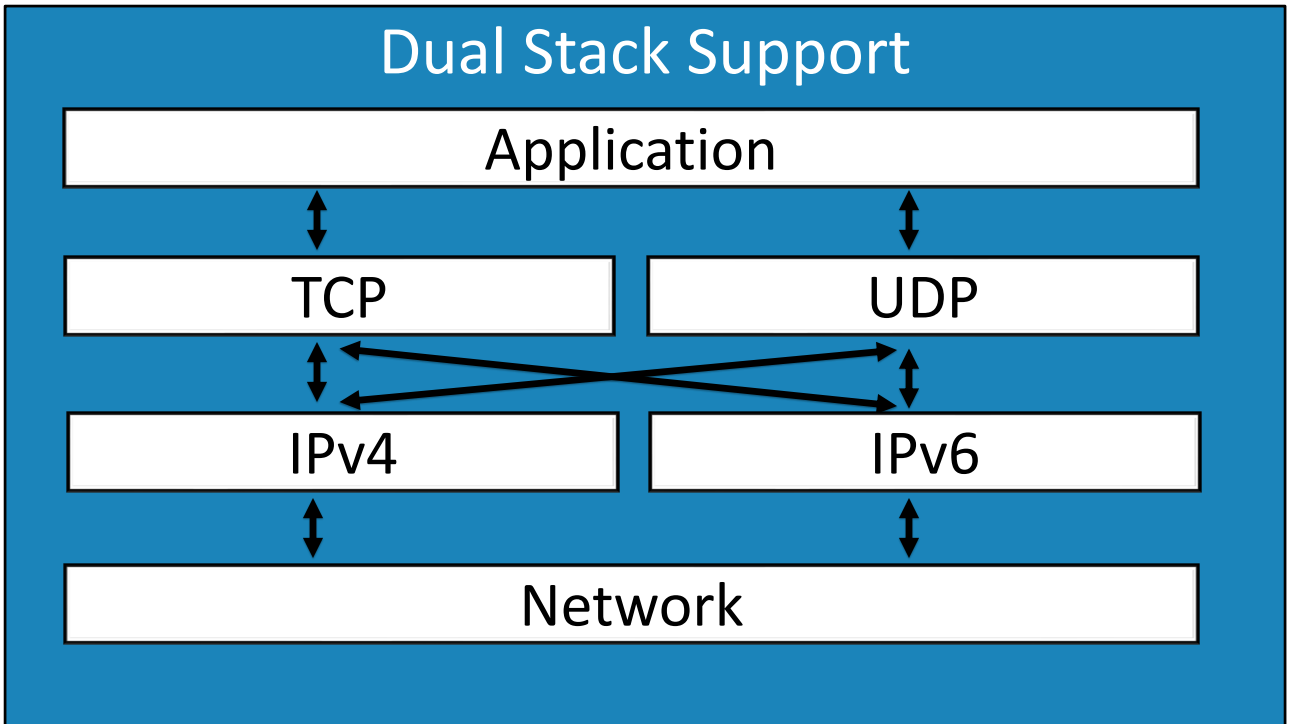 Dual Stack Support
Application
TCP
UDP
IPv4
IPv6
Network